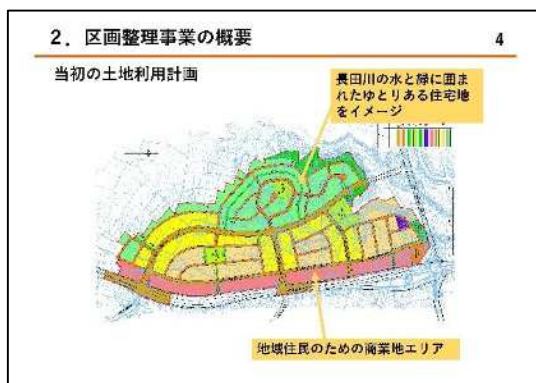 ２．区画整理事業の概要
4
当初の土地利用計画
長田川の水と緑に囲ま
れたゆとりある住宅地
をイメージ
地域住民のための商業地エリア